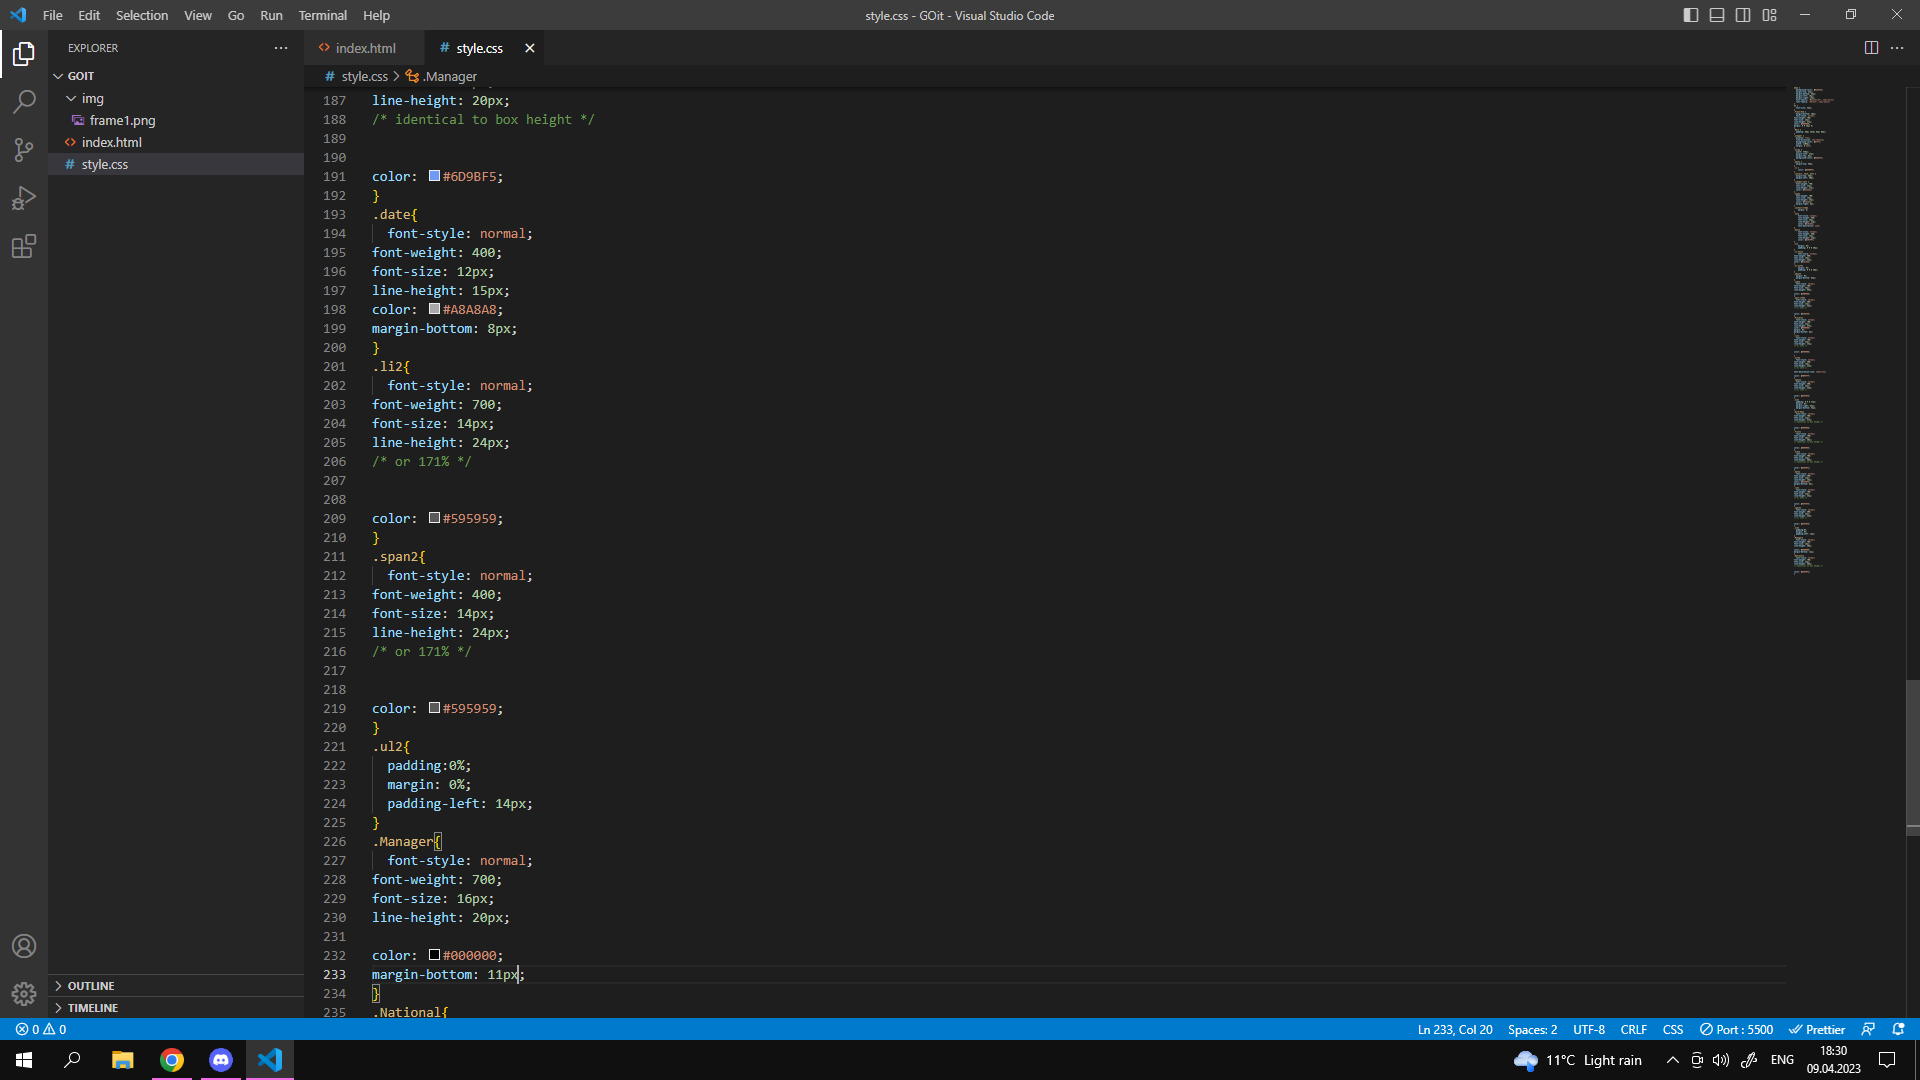 File Edit Selection View Go Run Terminal Help
style.css - GOit - Visual Studio Code
EXPLORER
GOIT
img
frame1.png
index.html
style.css
OUTLINE
TIMELINE
index.html
# style.css
# style.css > .Manager
187 line-height: 20px;
188 /* identical to box height */
189
190
191 color: #6D9BF5;
192 }
193 .date{
194 font-style: normal;
195 font-weight: 400;
196 font-size: 12px;
197 line-height: 15px;
198 color: #A8A8A8;
199 margin-bottom: 8px;
200 }
201 .li2{
202 font-style: normal;
203 font-weight: 700;
204 font-size: 14px;
205 line-height: 24px;
206 /* or 171% */
207
208
209 color: #595959;
210 }
211 .span2{
212 font-style: normal;
213 font-weight: 400;
214 font-size: 14px;
215 line-height: 24px;
216 /* or 171% */
217
218
219 color: #595959;
220 }
221 .ul2{
222 padding:0%;
223 margin: 0%;
224 padding-left: 14px;
225 }
226 .Manager{
227 font-style: normal;
228 font-weight: 700;
229 font-size: 16px;
230 line-height: 20px;
231
232 color: #000000;
233 margin-bottom: 11px;
234 }
235 .National{
0 0
Ln 233, Col 20 Spaces: 2 UTF-8 CRLF CSS Port : 5500 Prettier
11°C Light rain ENG
18:30
09.04.2023